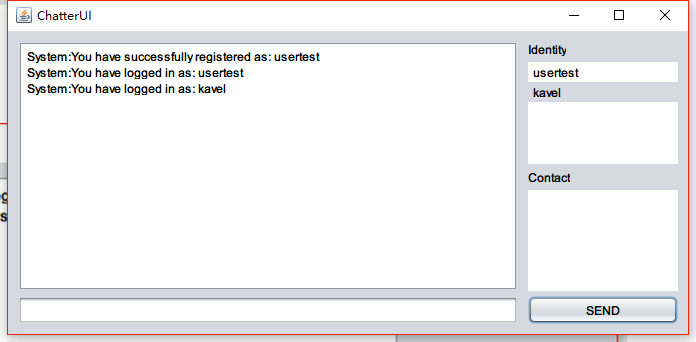 ChatterUI
System:You have successfully registered as: usertest
System:You have logged in as: usertest
System:You have logged in as: kavel
Identity
usertest
kavel
Contact
SEND